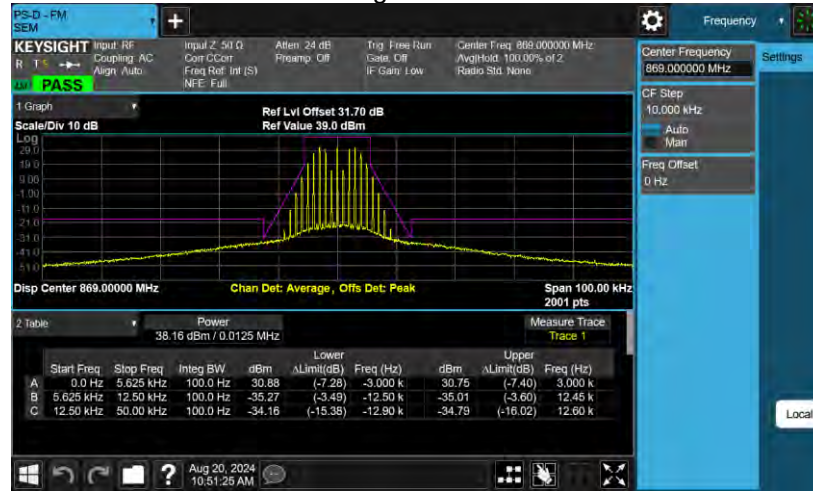 PS-D - FM
SEM
Frequency
KEYSIGHT
R T S
PASS
Input: RF
Coupling: AC
Align: Auto
Input Z: 50 Ω
Corr CCorr
Freq Ref: Int (S)
NFE: Full
Atten: 24 dB
Preamp: Off
Trig: Free Run
Gate: Off
IF Gain: Low
Center Freq: 869.000000 MHz
Avg|Hold: 100.00% of 2
Radio Std: None
Center Frequency
869.000000 MHz
Settings
CF Step
10.000 kHz
Auto
Man
Freq Offset
0 Hz
1 Graph
Scale/Div 10 dB
Ref Lvl Offset 31.70 dB
Ref Value 39.0 dBm
Log
29.0
19.0
9.00
-1.00
-11.0
-21.0
-31.0
-41.0
-51.0
Disp Center 869.00000 MHz
Chan Det: Average, Offs Det: Peak
Span 100.00 kHz
2001 pts
2 Table
Power
38.16 dBm / 0.0125 MHz
Measure Trace
Trace 1
Lower Upper
Start Freq Stop Freq Integ BW dBm ΔLimit(dB) Freq (Hz) dBm ΔLimit(dB) Freq (Hz)
A 0.0 Hz 5.625 kHz 100.0 Hz 30.88 (-7.28) -3.000 k 30.75 (-7.40) 3.000 k
B 5.625 kHz 12.50 kHz 100.0 Hz -35.27 (-3.49) -12.50 k -35.01 (-3.60) 12.45 k
C 12.50 kHz 50.00 kHz 100.0 Hz -34.16 (-15.38) -12.90 k -34.79 (-16.02) 12.60 k
Local
?
Aug 20, 2024
10:51:25 AM